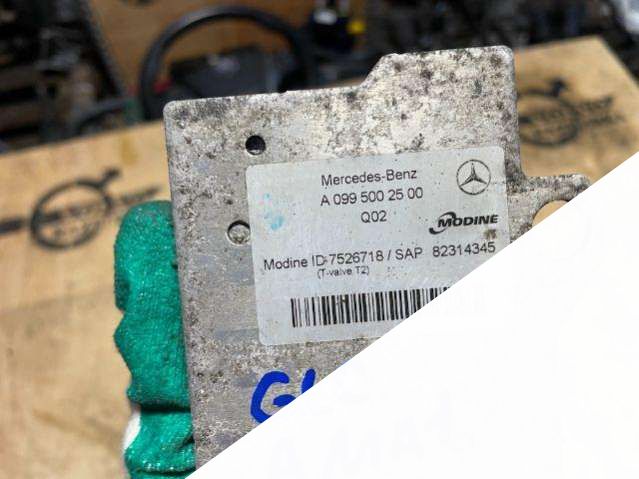 Mercedes-Benz
A 099 500 25 00
Q02
MODINE
Modine ID-7526718 / SAP 82314345
(T-valve T2)